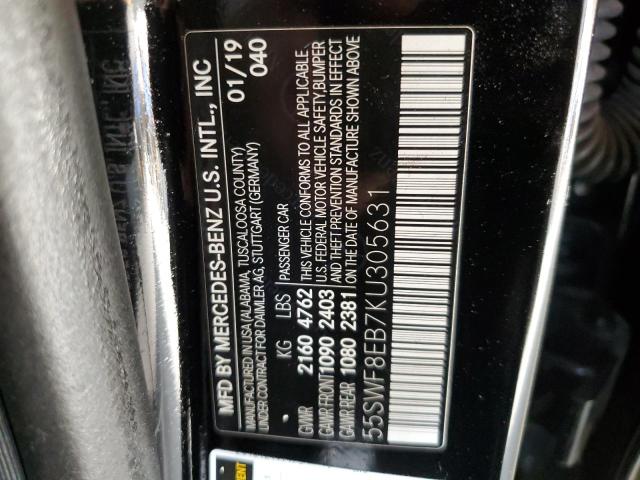 MFD BY MERCEDES-BENZ U.S. INTL., INC
01/19
040
MANUFACTURED IN USA (ALABAMA, TUSCALOOSA COUNTY)
UNDER CONTRACT FOR DAIMLER AG, STUTTGART (GERMANY)
KG LBS PASSENGER CAR
GVWR 2160 4762 THIS VEHICLE CONFORMS TO ALL APPLICABLE
GAWR FRONT 1090 2403 U.S. FEDERAL MOTOR VEHICLE SAFETY, BUMPER
GAWR REAR 1080 2381 AND THEFT PREVENTION STANDARDS IN EFFECT
ON THE DATE OF MANUFACTURE SHOWN ABOVE
55SWF8EB7KU305631